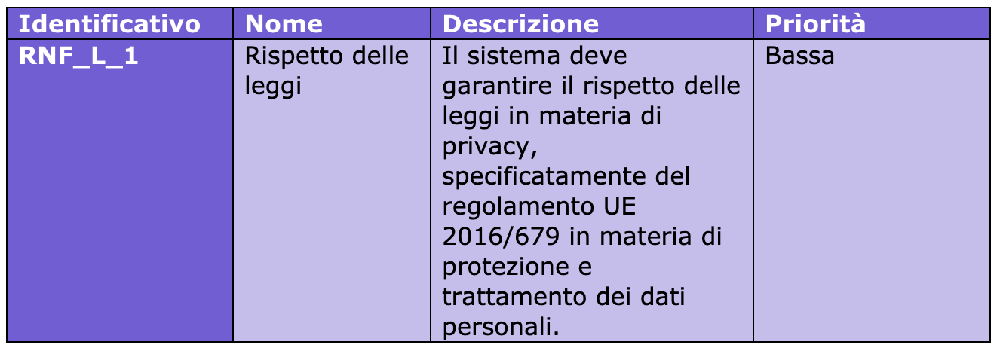 Identificativo Nome Descrizione Priorità
RNF_L_1 Rispetto delle Il sistema deve Bassa
leggi garantire il rispetto delle
leggi in materia di
privacy,
specificatamente del
regolamento UE
2016/679 in materia di
protezione e
trattamento dei dati
personali.